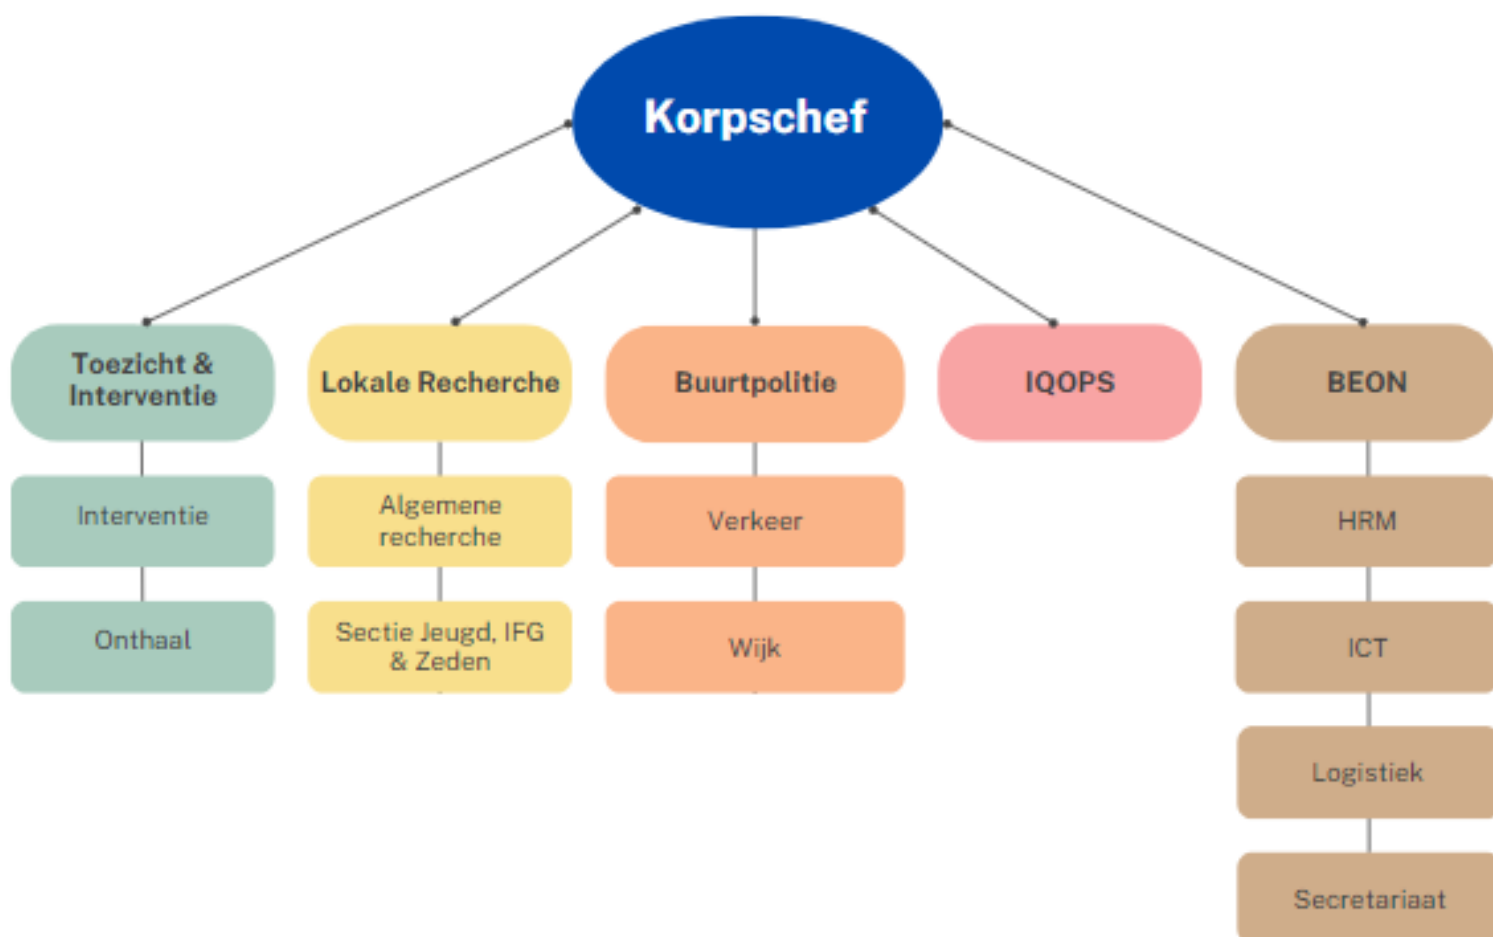 Korpschef
Toezicht &
Interventie
Lokale Recherche
Buurtpolitie
IQOPS
BEON
Interventie
Algemene
recherche
Verkeer
HRM
Onthaal
Sectie Jeugd, IFG
& Zeden
Wijk
ICT
Logistiek
Secretariaat